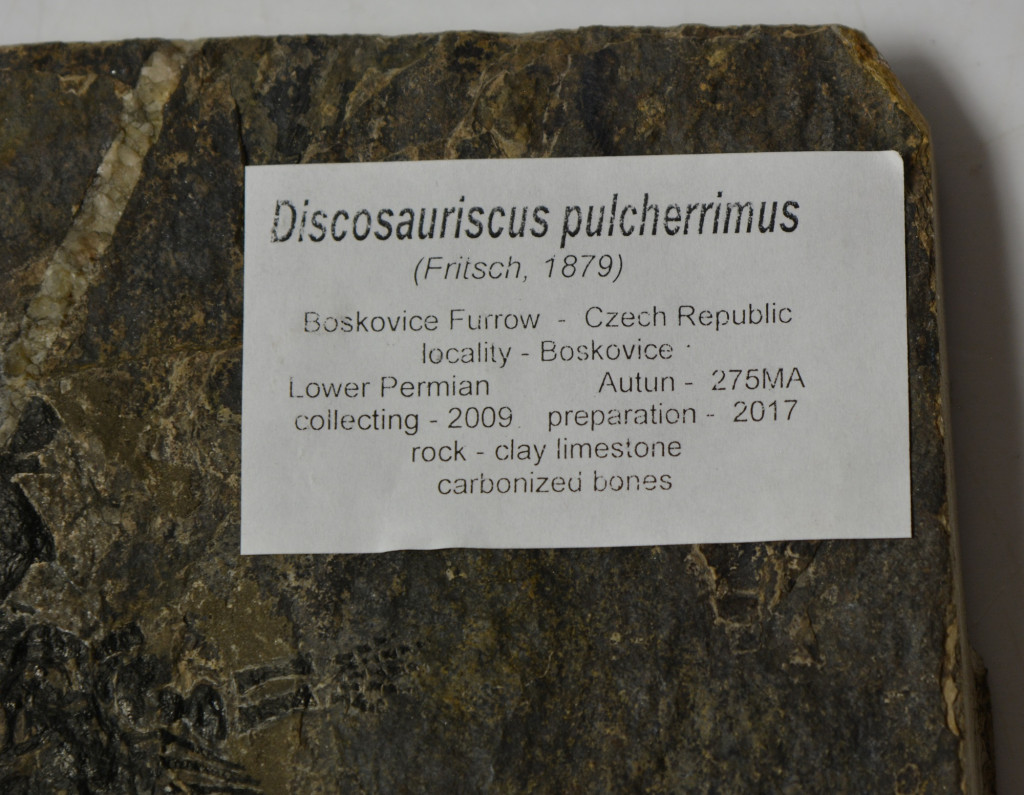 Discosauriscus pulcherrimus
(Fritsch, 1879)
Boskovice Furrow - Czech Republic
locality - Boskovice
Lower Permian Autun - 275MA
collecting - 2009 preparation - 2017
rock - clay limestone
carbonized bones